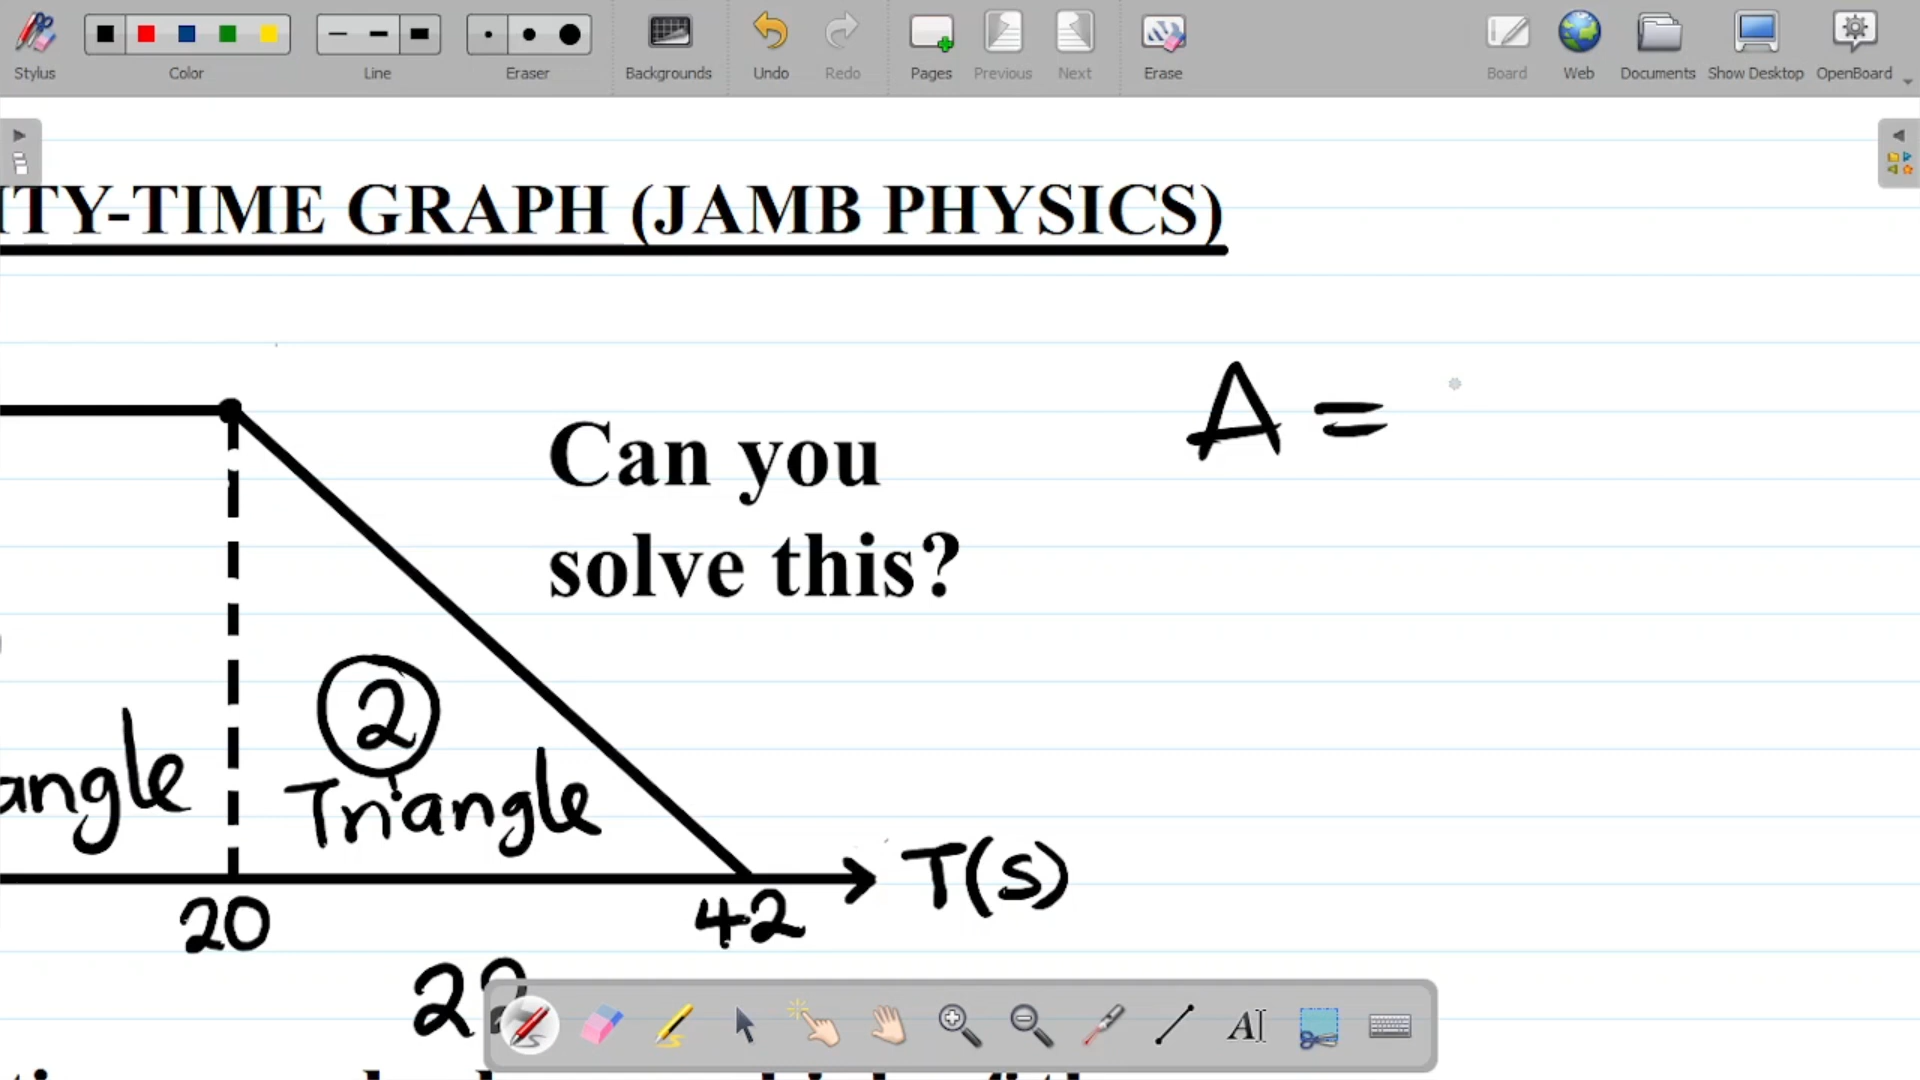 Stylus Color Line Eraser Backgrounds Undo Redo Pages Previous Next Erase Board Web Documents Show Desktop OpenBoard
ITY-TIME GRAPH (JAMB PHYSICS)
A =
Can you
solve this?
2
angle Triangle
T(s)
20 42